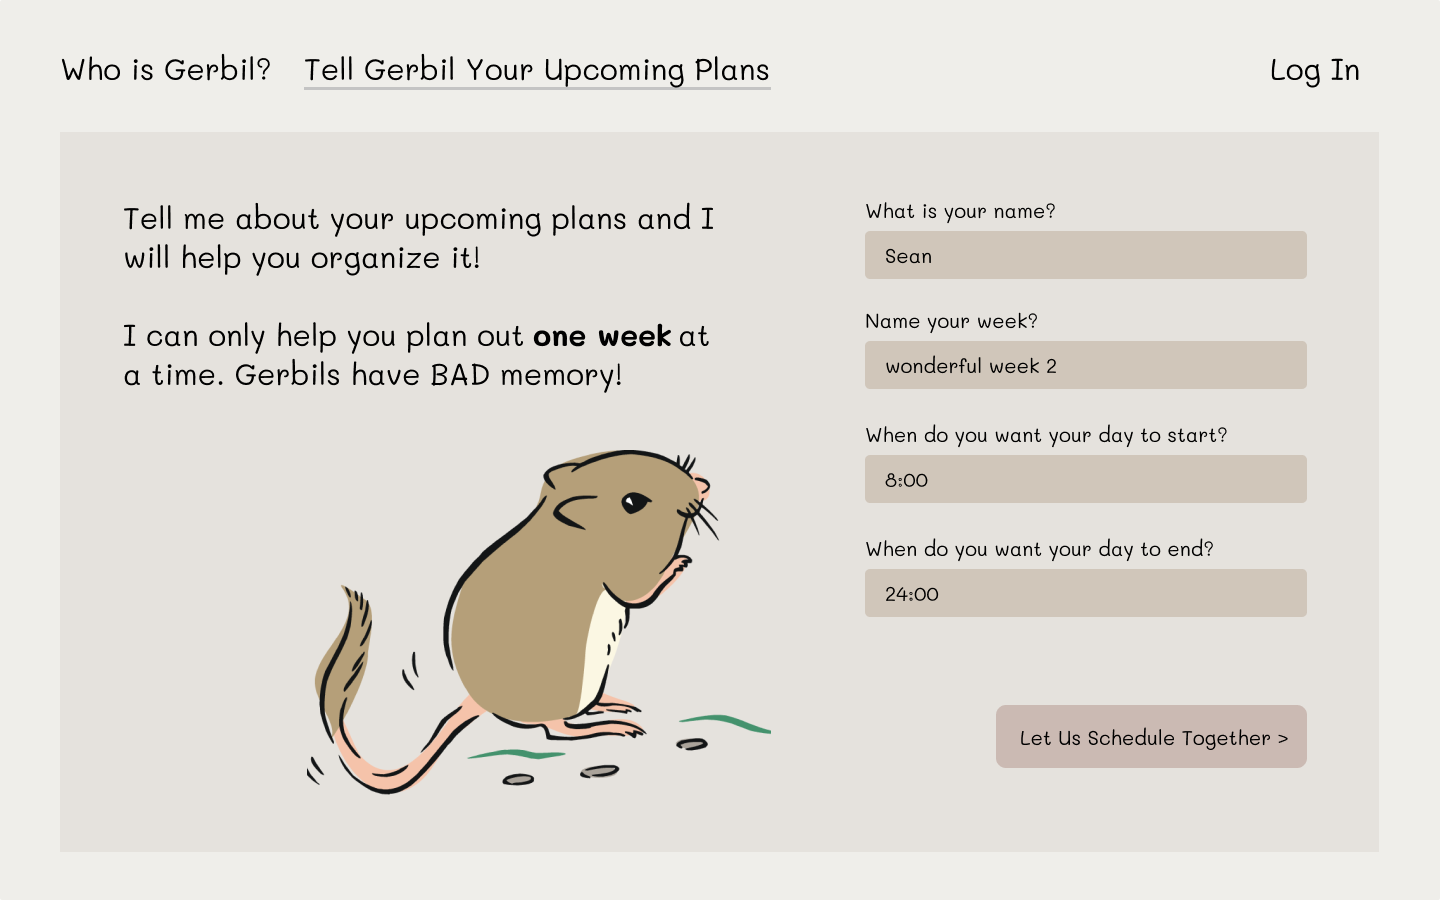 Who is Gerbil?
Tell Gerbil Your Upcoming Plans
Log In
Tell me about your upcoming plans and I
will help you organize it!
I can only help you plan out one week at
a time. Gerbils have BAD memory!
What is your name?
Sean
Name your week?
wonderful week 2
When do you want your day to start?
8:00
When do you want your day to end?
24:00
Let Us Schedule Together >